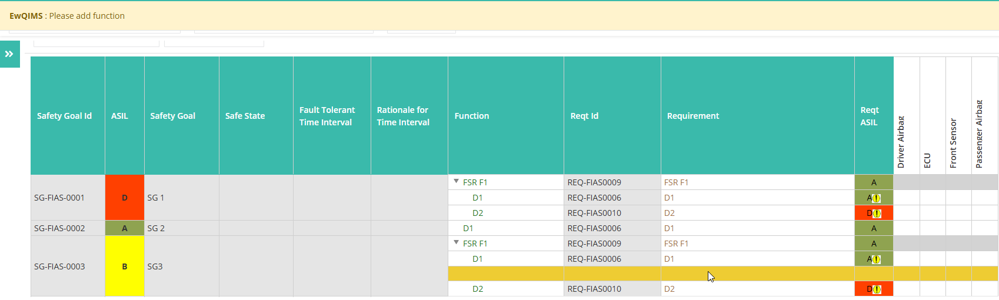 EwQIMS : Please add function
»
Safety Goal Id ASIL Safety Goal Safe State Fault Tolerant Time Interval Rationale for Time Interval Function Reqt Id Requirement Reqt ASIL Driver Airbag ECU Front Sensor Passenger Airbag
SG-FIAS-0001 D SG 1
FSR F1 REQ-FIAS0009 FSR F1 A
D1 REQ-FIAS0006 D1 A !
D2 REQ-FIAS0010 D2 D !
SG-FIAS-0002 A SG 2 D1 REQ-FIAS0006 D1 A
SG-FIAS-0003 B SG3
FSR F1 REQ-FIAS0009 FSR F1 A
D1 REQ-FIAS0006 D1 A !
D2 REQ-FIAS0010 D2 D !